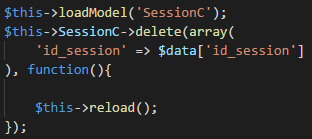 $this->loadModel('SessionC');
$this->SessionC->delete(array(
    'id_session' => $data['id_session']
), function(){

    $this->reload();
});